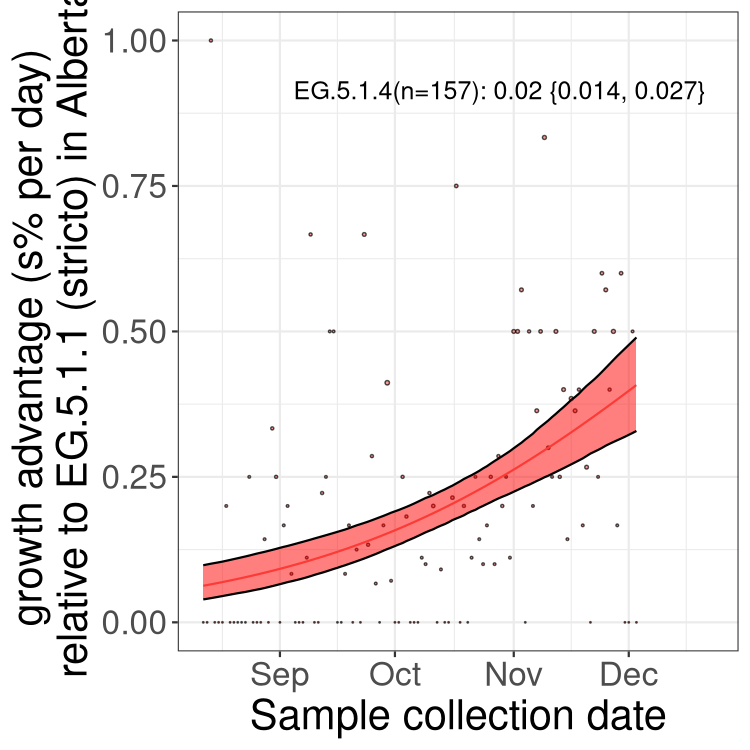 growth advantage (s% per day)
relative to EG.5.1.1 (stricto) in Alberta
1.00
0.75
0.50
0.25
0.00
EG.5.1.4(n=157): 0.02 {0.014, 0.027}
Sep Oct Nov Dec
Sample collection date